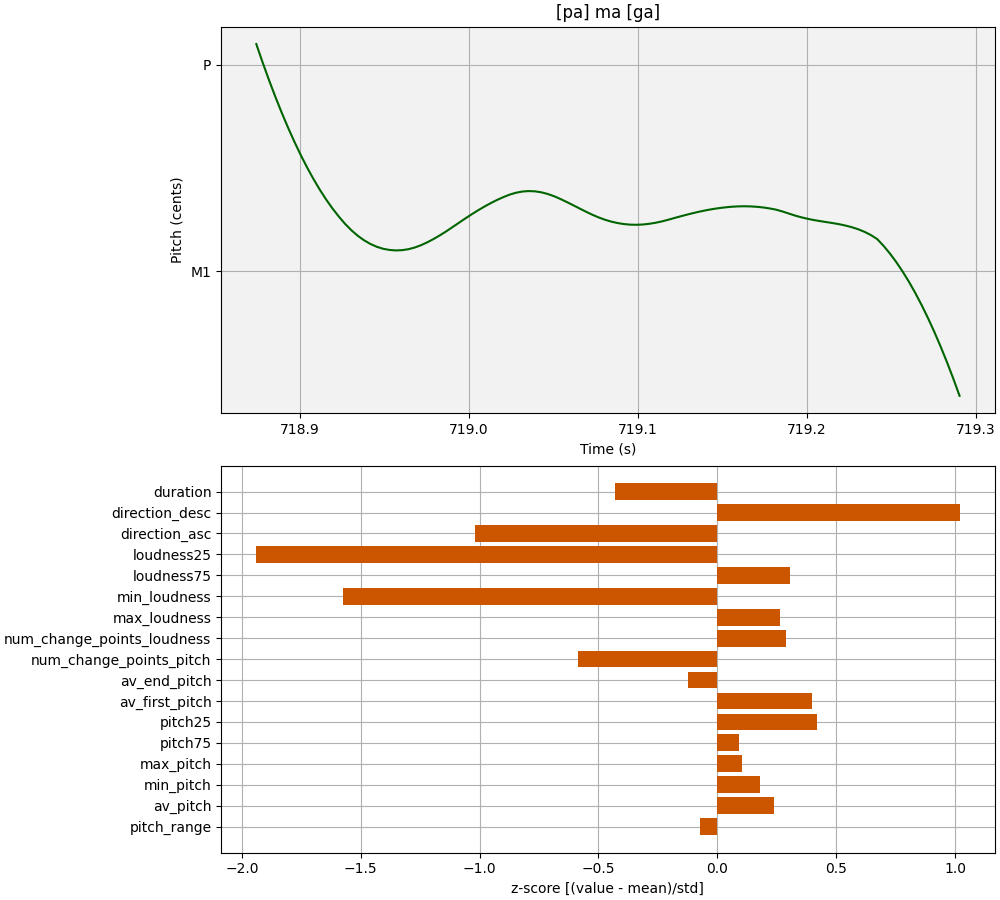 [pa] ma [ga]
P
M1
Pitch (cents)
718.9 719.0 719.1 719.2 719.3
Time (s)
duration
direction_desc
direction_asc
loudness25
loudness75
min_loudness
max_loudness
num_change_points_loudness
num_change_points_pitch
av_end_pitch
av_first_pitch
pitch25
pitch75
max_pitch
min_pitch
av_pitch
pitch_range
−2.0 −1.5 −1.0 −0.5 0.0 0.5 1.0
z-score [(value - mean)/std]